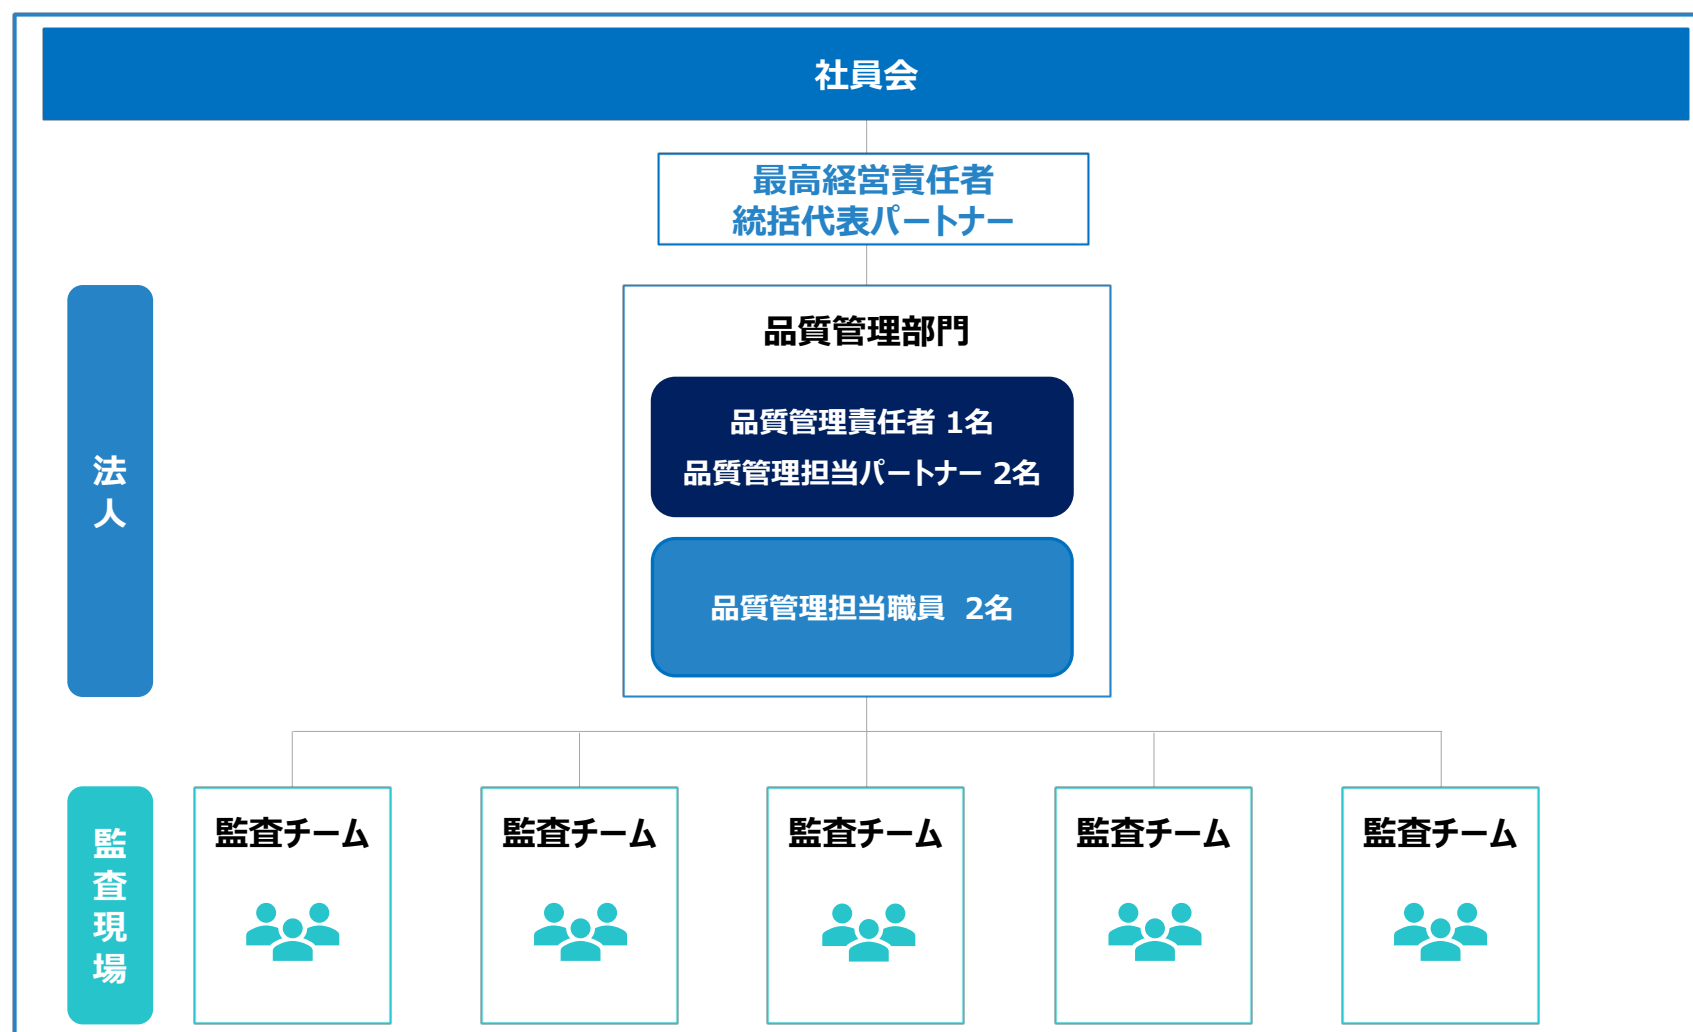 社員会
最高経営責任者
統括代表パートナー
法人
品質管理部門
品質管理責任者 1名
品質管理担当パートナー 2名
品質管理担当職員 2名
監査現場
監査チーム
監査チーム
監査チーム
監査チーム
監査チーム